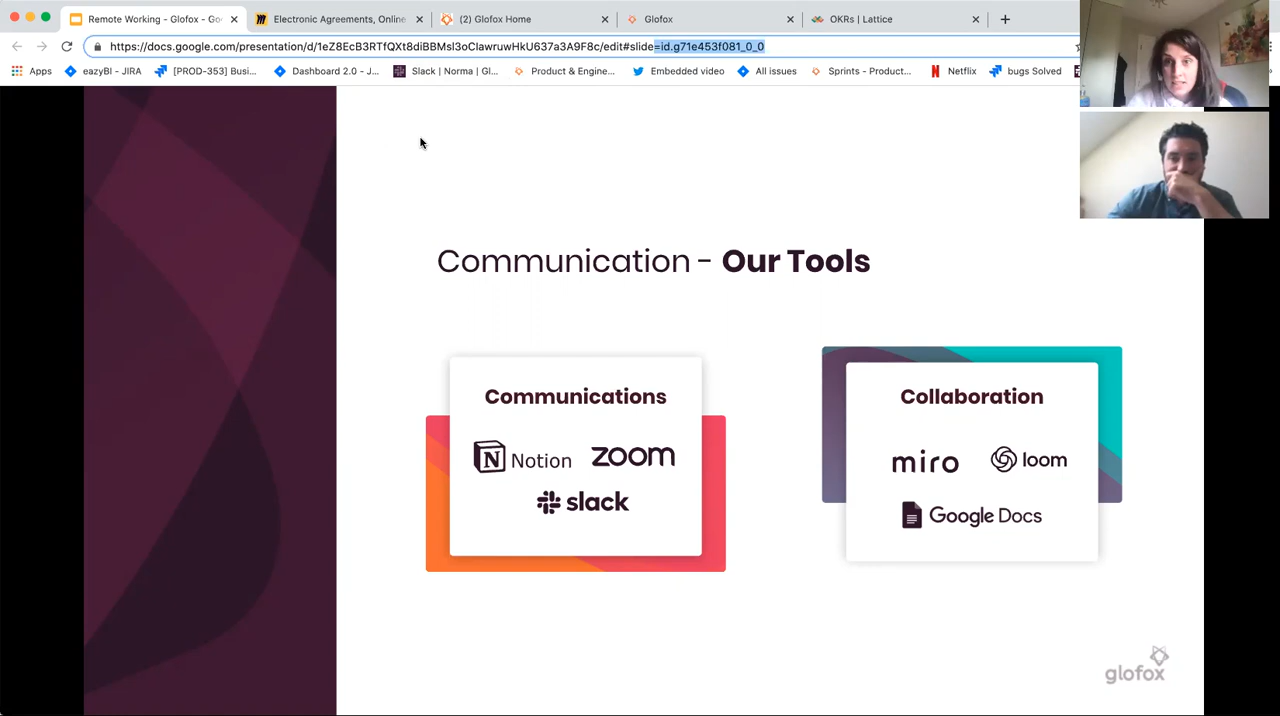 Remote Working - Glofox - Go
Electronic Agreements, Online
(2) Glofox Home
Glofox
OKRs | Lattice
https://docs.google.com/presentation/d/1eZ8EcB3RTfQXt8diBBMsI3oClawruwHkU637a3A9F8c/edit#slide=id.g71e453f081_0_0
Apps
eazyBI - JIRA
[PROD-353] Busi...
Dashboard 2.0 - J...
Slack | Norma | Gl...
Product & Engine...
Embedded video
All issues
Sprints - Product...
Netflix
bugs Solved
Communication - Our Tools
Communications
Notion
zoom
slack
Collaboration
miro
loom
Google Docs
glofox